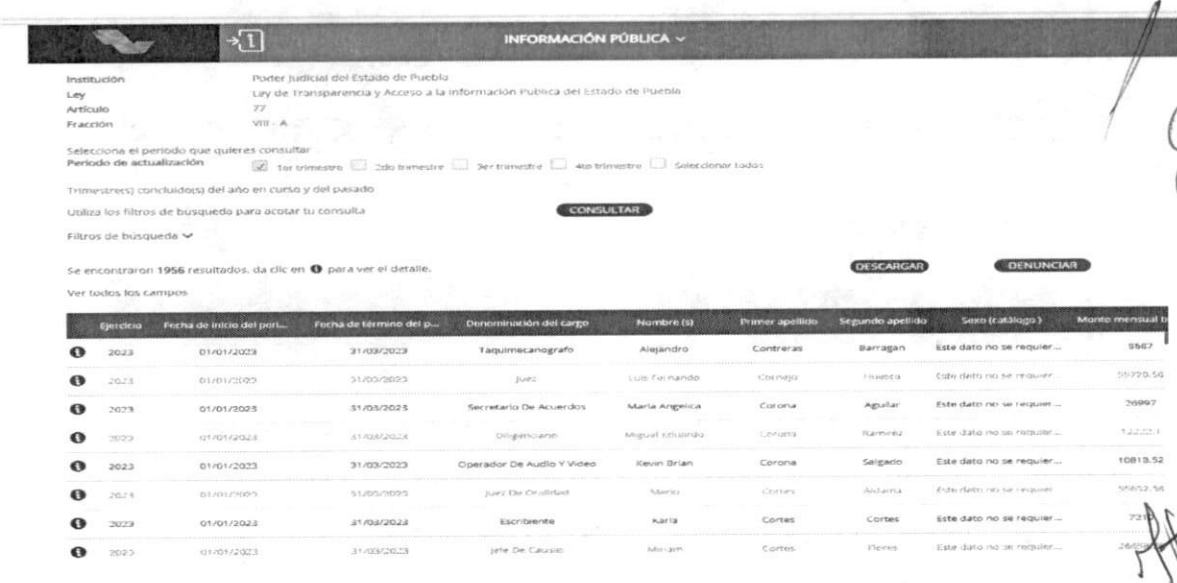 INFORMACIÓN PÚBLICA
Institución Poder Judicial del Estado de Puebla
Ley Ley de Transparencia y Acceso a la Información Pública del Estado de Puebla
Artículo 77
Fracción VIII - A
Selecciona el periodo que quieres consultar
Periodo de actualización 1er trimestre 2do trimestre 3er trimestre 4to trimestre Seleccionar todos
Trimestre(s) concluido(s) del año en curso y del pasado
Utiliza los filtros de búsqueda para acotar tu consulta CONSULTAR
Filtros de búsqueda
Se encontraron 1956 resultados, da clic en i para ver el detalle. DESCARGAR DENUNCIAR
Ver todos los campos
Ejercicio Fecha de inicio del peri... Fecha de término del p... Denominación del cargo Nombre (s) Primer apellido Segundo apellido Sexo (catálogo) Monto mensual b
2023 01/01/2023 31/03/2023 Taquimecanografo Alejandro Contreras Barragan Este dato no se requier... 9587
2023 01/01/2023 31/03/2023 Juez Luis Fernando Cornejo Este dato no se requier...
2023 01/01/2023 31/03/2023 Secretario De Acuerdos Maria Angelica Corona Aguilar Este dato no se requier... 26997
2023 01/01/2023 31/03/2023 Diligenciario Miguel Eduardo Corona Ramirez Este dato no se requier...
2023 01/01/2023 31/03/2023 Operador De Audio Y Video Kevin Brian Corona Salgado Este dato no se requier... 10813.52
2023 01/01/2023 31/03/2023 Juez De Oralidad Mario Cortes Aldama Este dato no se requier...
2023 01/01/2023 31/03/2023 Escribiente Karla Cortes Cortes Este dato no se requier...
2023 01/01/2023 31/03/2023 Jefe De Causas Miriam Cortes Flores Este dato no se requier...